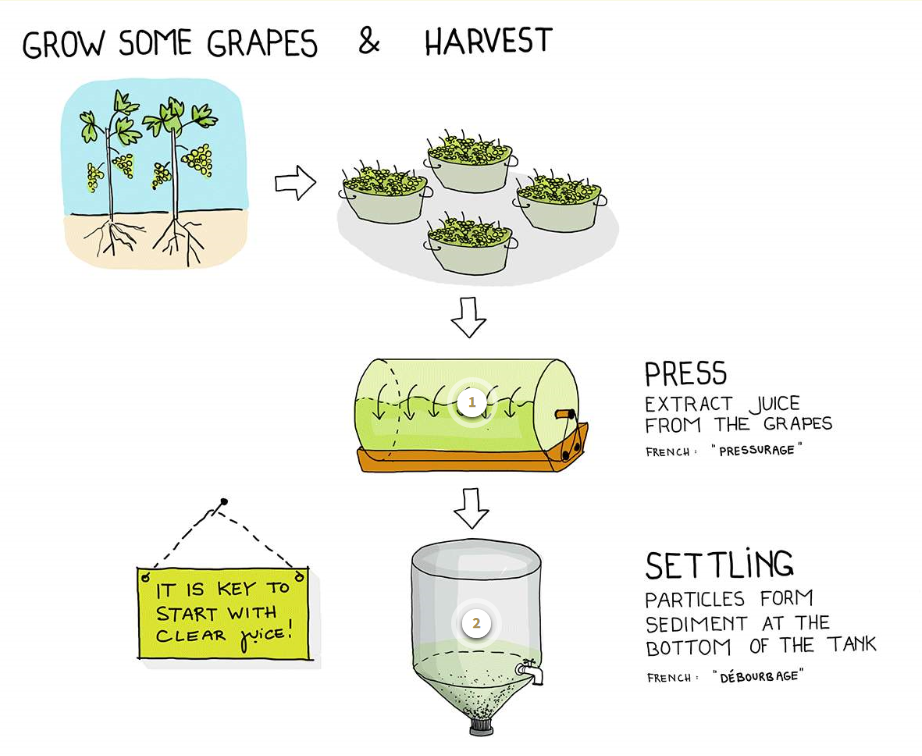 GROW SOME GRAPES & HARVEST
1
PRESS
EXTRACT JUICE
FROM THE GRAPES
FRENCH: "PRESSURAGE"
IT IS KEY TO
START WITH
CLEAR juice!
2
SETTLiNG
PARTICLES FORM
SEDIMENT AT THE
BOTTOM OF THE TANK
FRENCH: "DÉBOURBAGE"